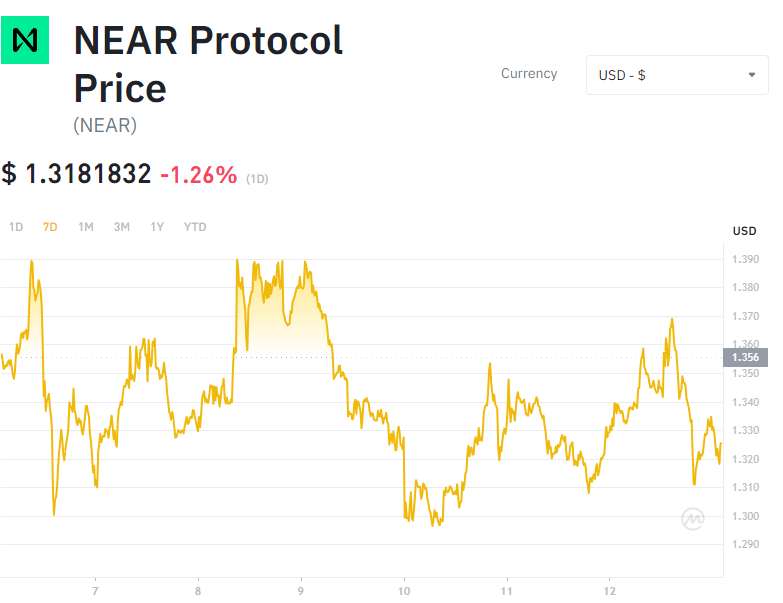 NEAR Protocol
Price
(NEAR)
Currency
USD - $
$ 1.3181832 -1.26% (1D)
1D 7D 1M 3M 1Y YTD
USD
1.390
1.380
1.370
1.360
1.356
1.350
1.340
1.330
1.320
1.310
1.300
1.290
7 8 9 10 11 12